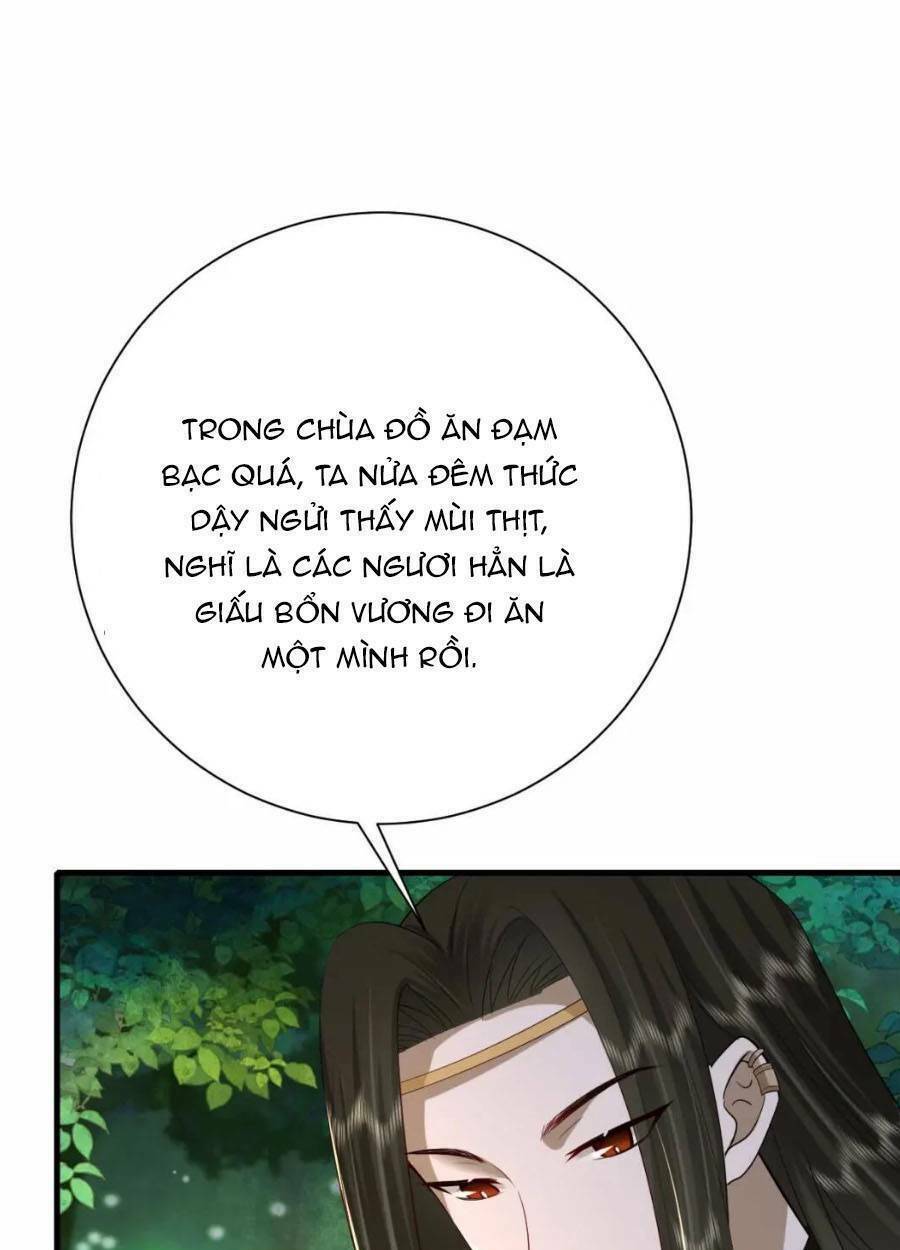 TRONG CHÙA ĐỒ ĂN ĐẠM
BẠC QUÁ, TA NỬA ĐÊM THỨC
DẬY NGỬI THẤY MÙI THỊT,
NGHĨ LÀ CÁC NGƯƠI HẲN LÀ
GIẤU BỔN VƯƠNG ĐI ĂN
MỘT MÌNH RỒI.